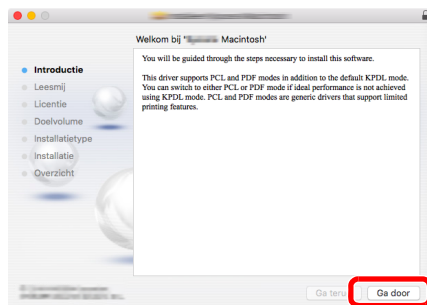 Welkom bij " Macintosh'
You will be guided through the steps necessary to install this software.
This driver supports PCL and PDF modes in addition to the default KPDL mode.
You can switch to either PCL or PDF mode if ideal performance is not achieved
using KPDL mode. PCL and PDF modes are generic drivers that support limited
printing features.
Introductie
Leesmij
Licentie
Doelvolume
Installatietype
Installatie
Overzicht
Ga teru
Ga door